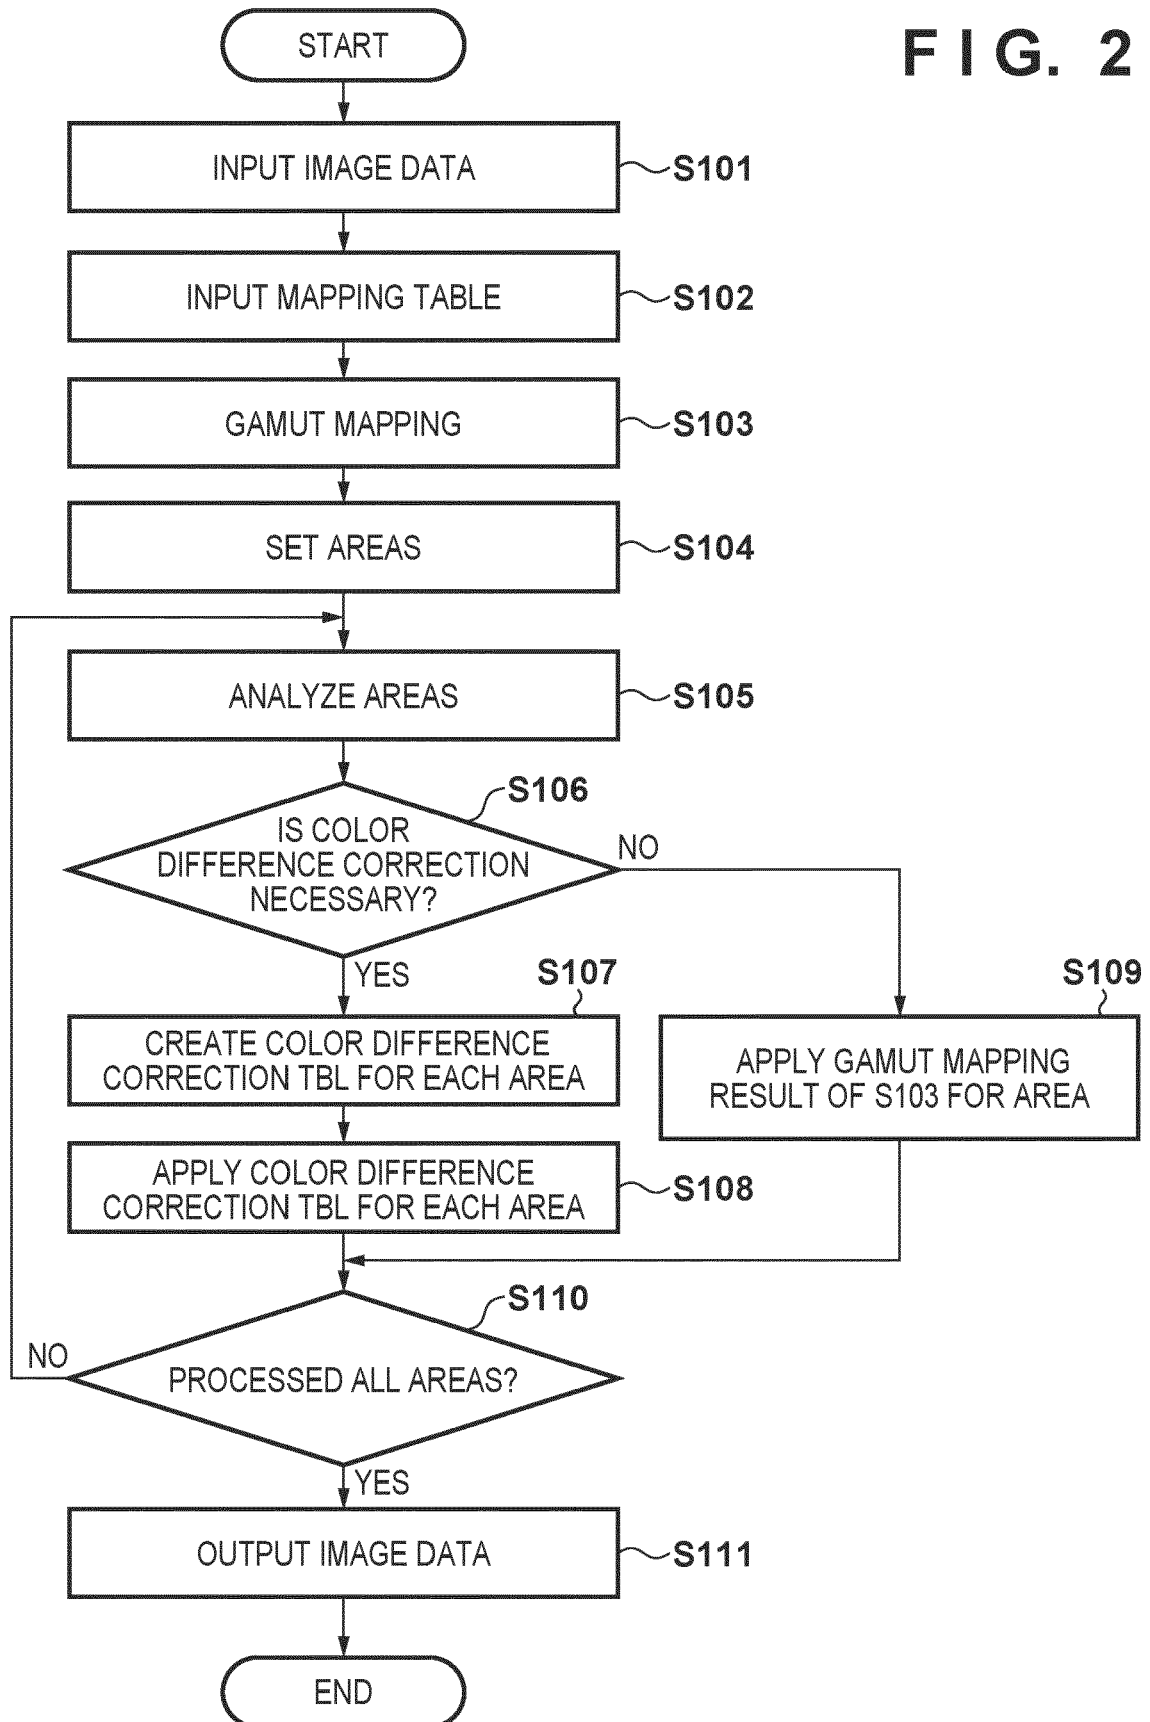 FIG. 2
START
INPUT IMAGE DATA
S101
INPUT MAPPING TABLE
S102
GAMUT MAPPING
S103
SET AREAS
S104
ANALYZE AREAS
S105
S106
IS COLOR
DIFFERENCE CORRECTION
NECESSARY?
NO
YES
S107
CREATE COLOR DIFFERENCE
CORRECTION TBL FOR EACH AREA
S109
APPLY GAMUT MAPPING
RESULT OF S103 FOR AREA
APPLY COLOR DIFFERENCE
CORRECTION TBL FOR EACH AREA
S108
S110
PROCESSED ALL AREAS?
NO
YES
OUTPUT IMAGE DATA
S111
END